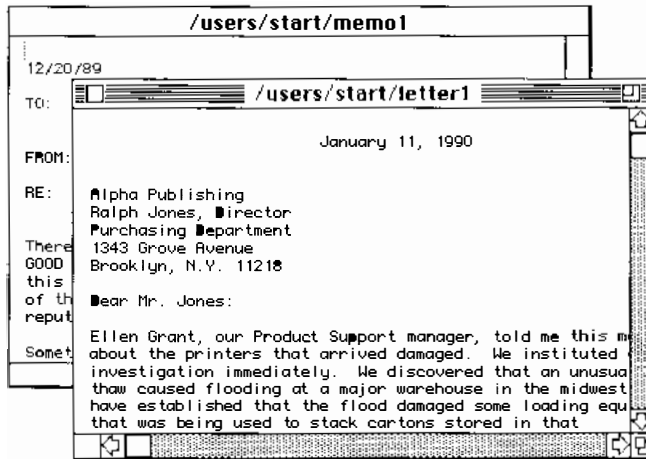 /users/start/memo1
12/20/89
TO:
FROM:
RE:
There
GOOD
this
of th
reput
Somet
/users/start/letter1
January 11, 1990
Alpha Publishing
Ralph Jones, Director
Purchasing Department
1343 Grove Avenue
Brooklyn, N.Y. 11218
Dear Mr. Jones:
Ellen Grant, our Product Support manager, told me this m
about the printers that arrived damaged. We instituted
investigation immediately. We discovered that an unusua
thaw caused flooding at a major warehouse in the midwest
have established that the flood damaged some loading equ
that was being used to stack cartons stored in that